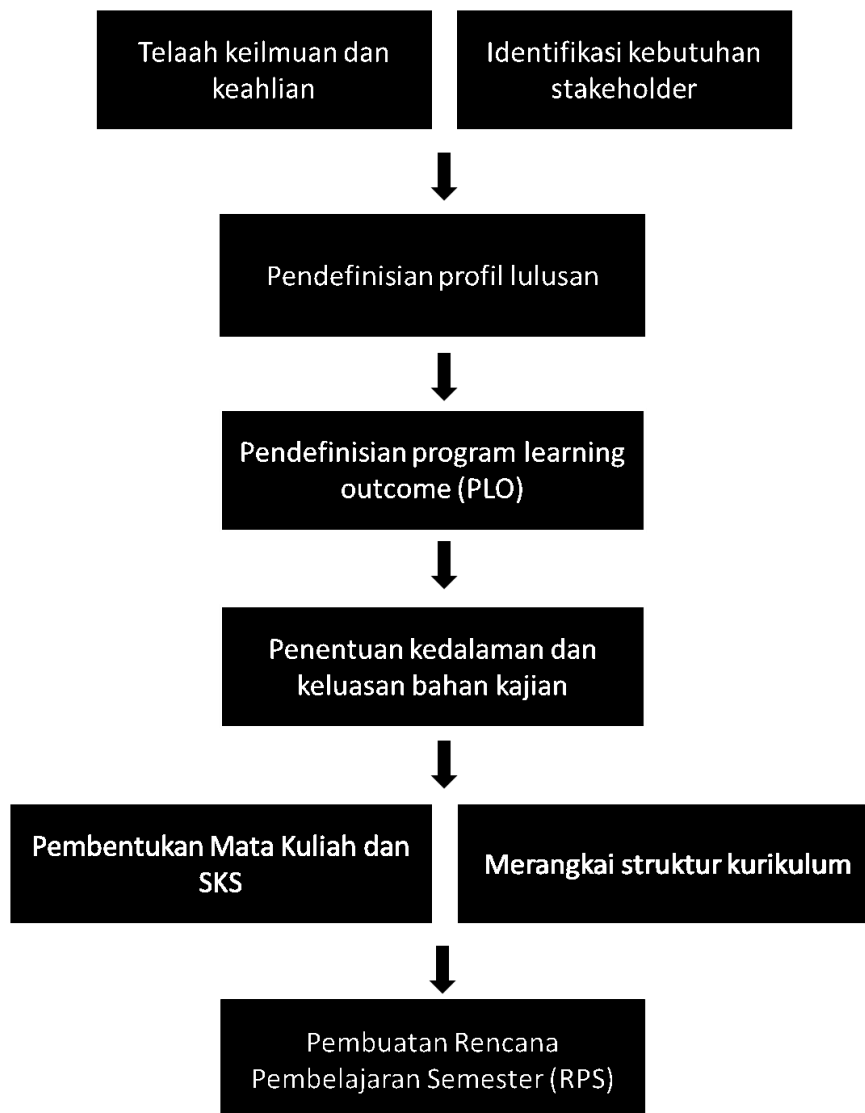 Telaah keilmuan dan
keahlian
Identifikasi kebutuhan
stakeholder
Pendefinisian profil lulusan
Pendefinisian program learning
outcome (PLO)
Penentuan kedalaman dan
keluasan bahan kajian
Pembentukan Mata Kuliah dan
SKS
Merangkai struktur kurikulum
Pembuatan Rencana
Pembelajaran Semester (RPS)